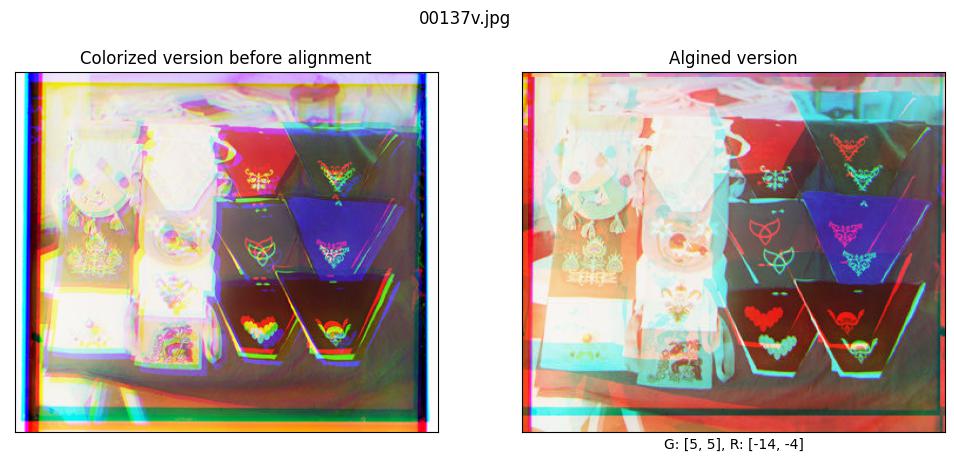 00137v.jpg
Colorized version before alignment
Algined version
G: [5, 5], R: [-14, -4]